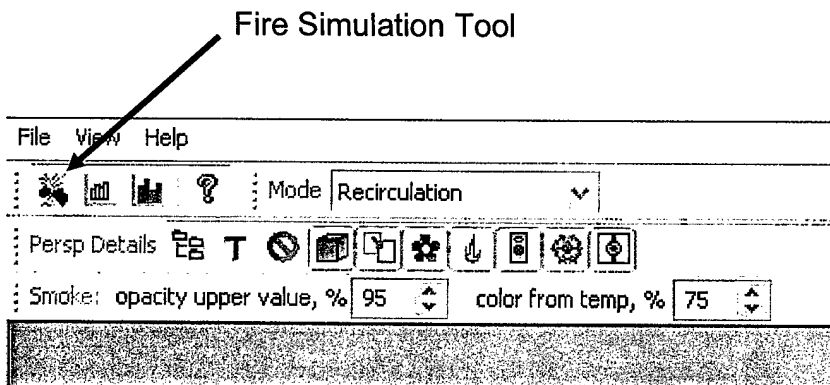 Fire Simulation Tool
File View Help
Mode Recirculation
Persp Details T
Smoke: opacity upper value, % 95 color from temp, % 75